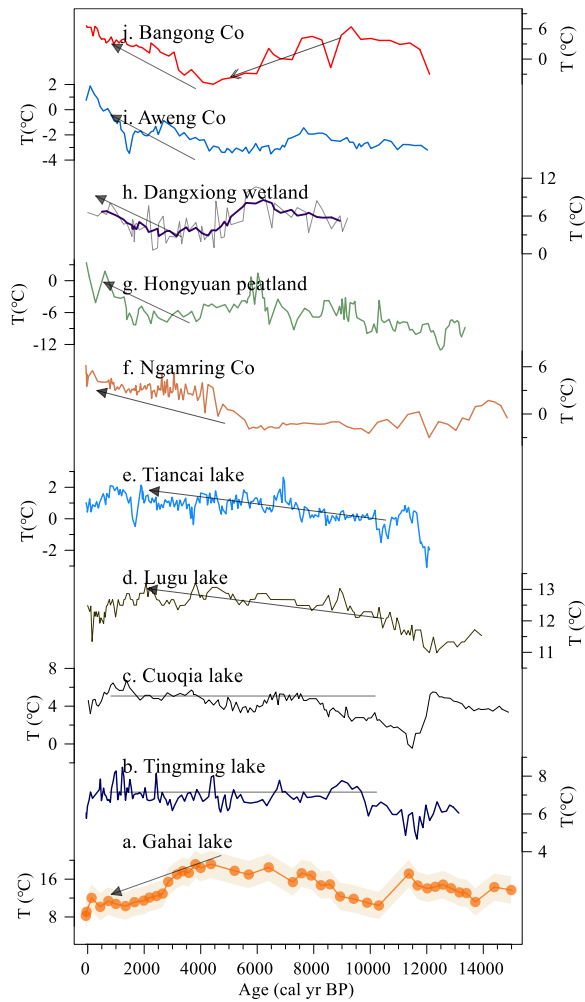 j. Bangong Co
6
0
T (℃)
2
0
-2
-4
T(℃)
i. Aweng Co
h. Dangxiong wetland
12
6
0
T (℃)
g. Hongyuan peatland
0
-6
-12
T(℃)
f. Ngamring Co
6
0
T (℃)
e. Tiancai lake
2
0
-2
T(℃)
d. Lugu lake
13
12
11
T (℃)
c. Cuoqia lake
8
4
0
T (℃)
b. Tingming lake
8
6
4
T(℃)
a. Gahai lake
16
8
T (℃)
0 2000 4000 6000 8000 10000 12000 14000
Age (cal yr BP)